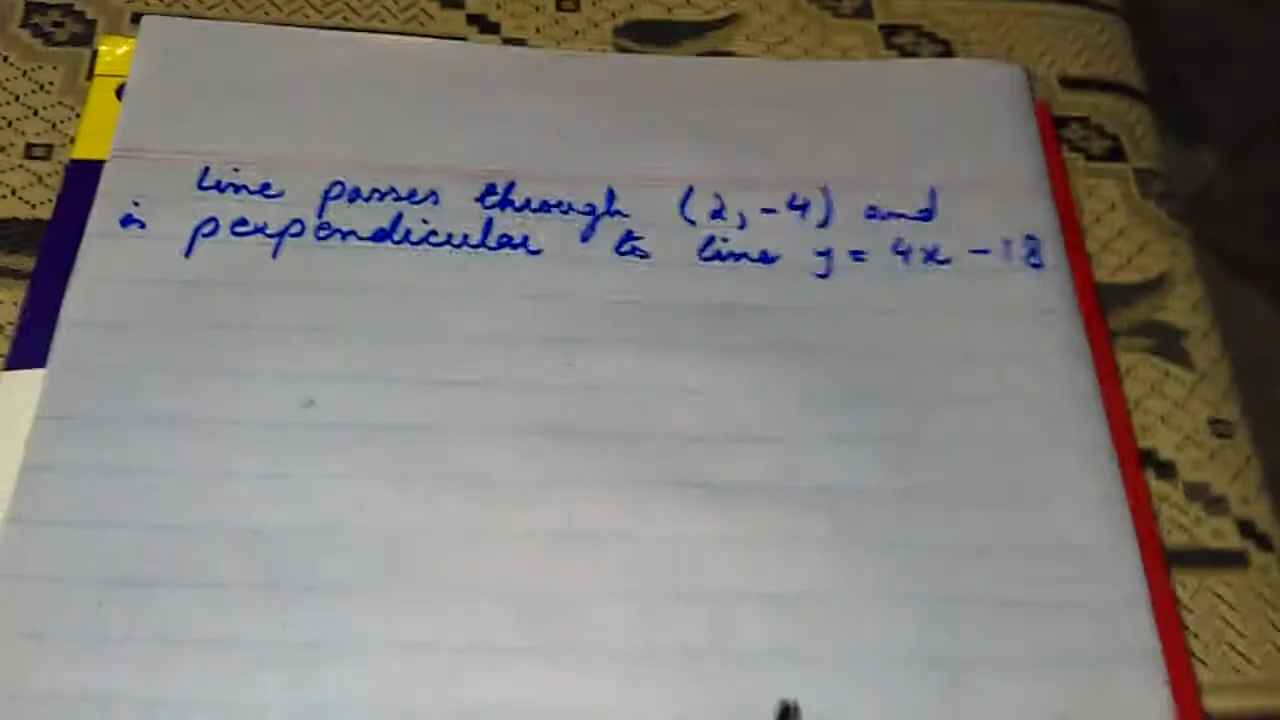 Line passes through (2, -4) and
is perpendicular to line y = 4x - 18